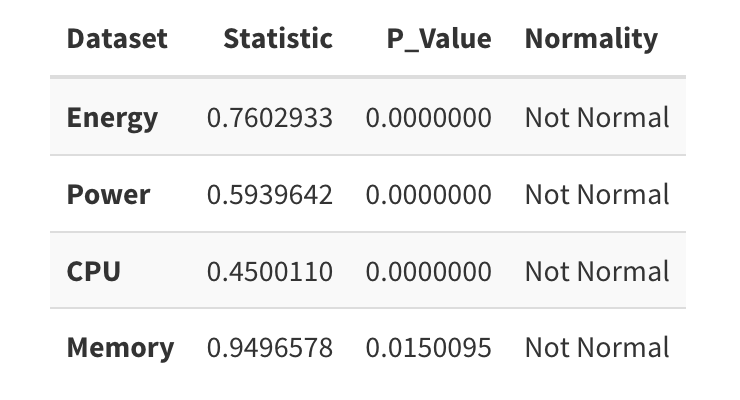 Dataset Statistic P_Value Normality
Energy 0.7602933 0.0000000 Not Normal
Power 0.5939642 0.0000000 Not Normal
CPU 0.4500110 0.0000000 Not Normal
Memory 0.9496578 0.0150095 Not Normal